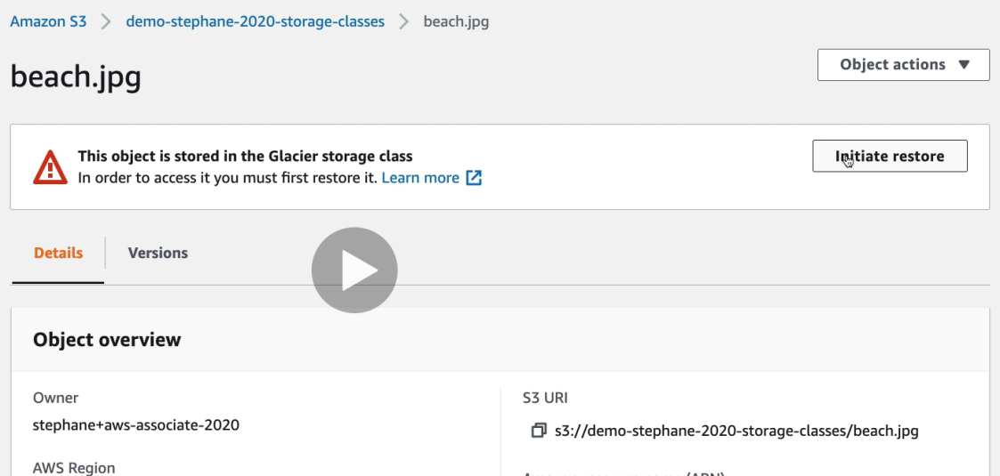 Amazon S3 > demo-stephane-2020-storage-classes > beach.jpg
beach.jpg
Object actions
This object is stored in the Glacier storage class
In order to access it you must first restore it. Learn more
Initiate restore
Details
Versions
Object overview
Owner
stephane+aws-associate-2020
AWS Region
S3 URI
s3://demo-stephane-2020-storage-classes/beach.jpg